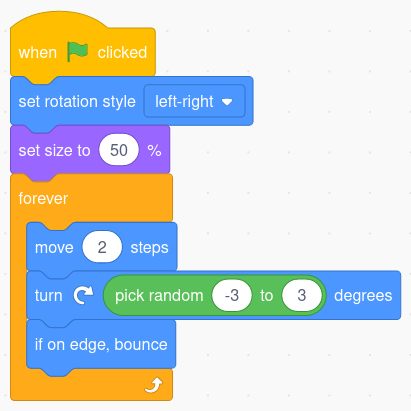 when clicked
set rotation style left-right
set size to 50 %
forever
move 2 steps
turn pick random -3 to 3 degrees
if on edge, bounce